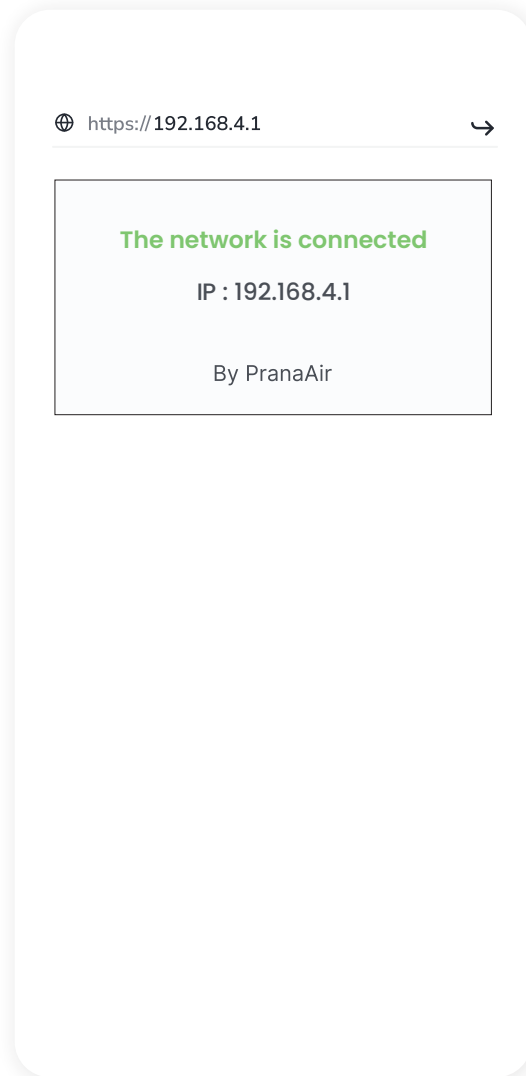 https://192.168.4.1
The network is connected
IP : 192.168.4.1
By PranaAir